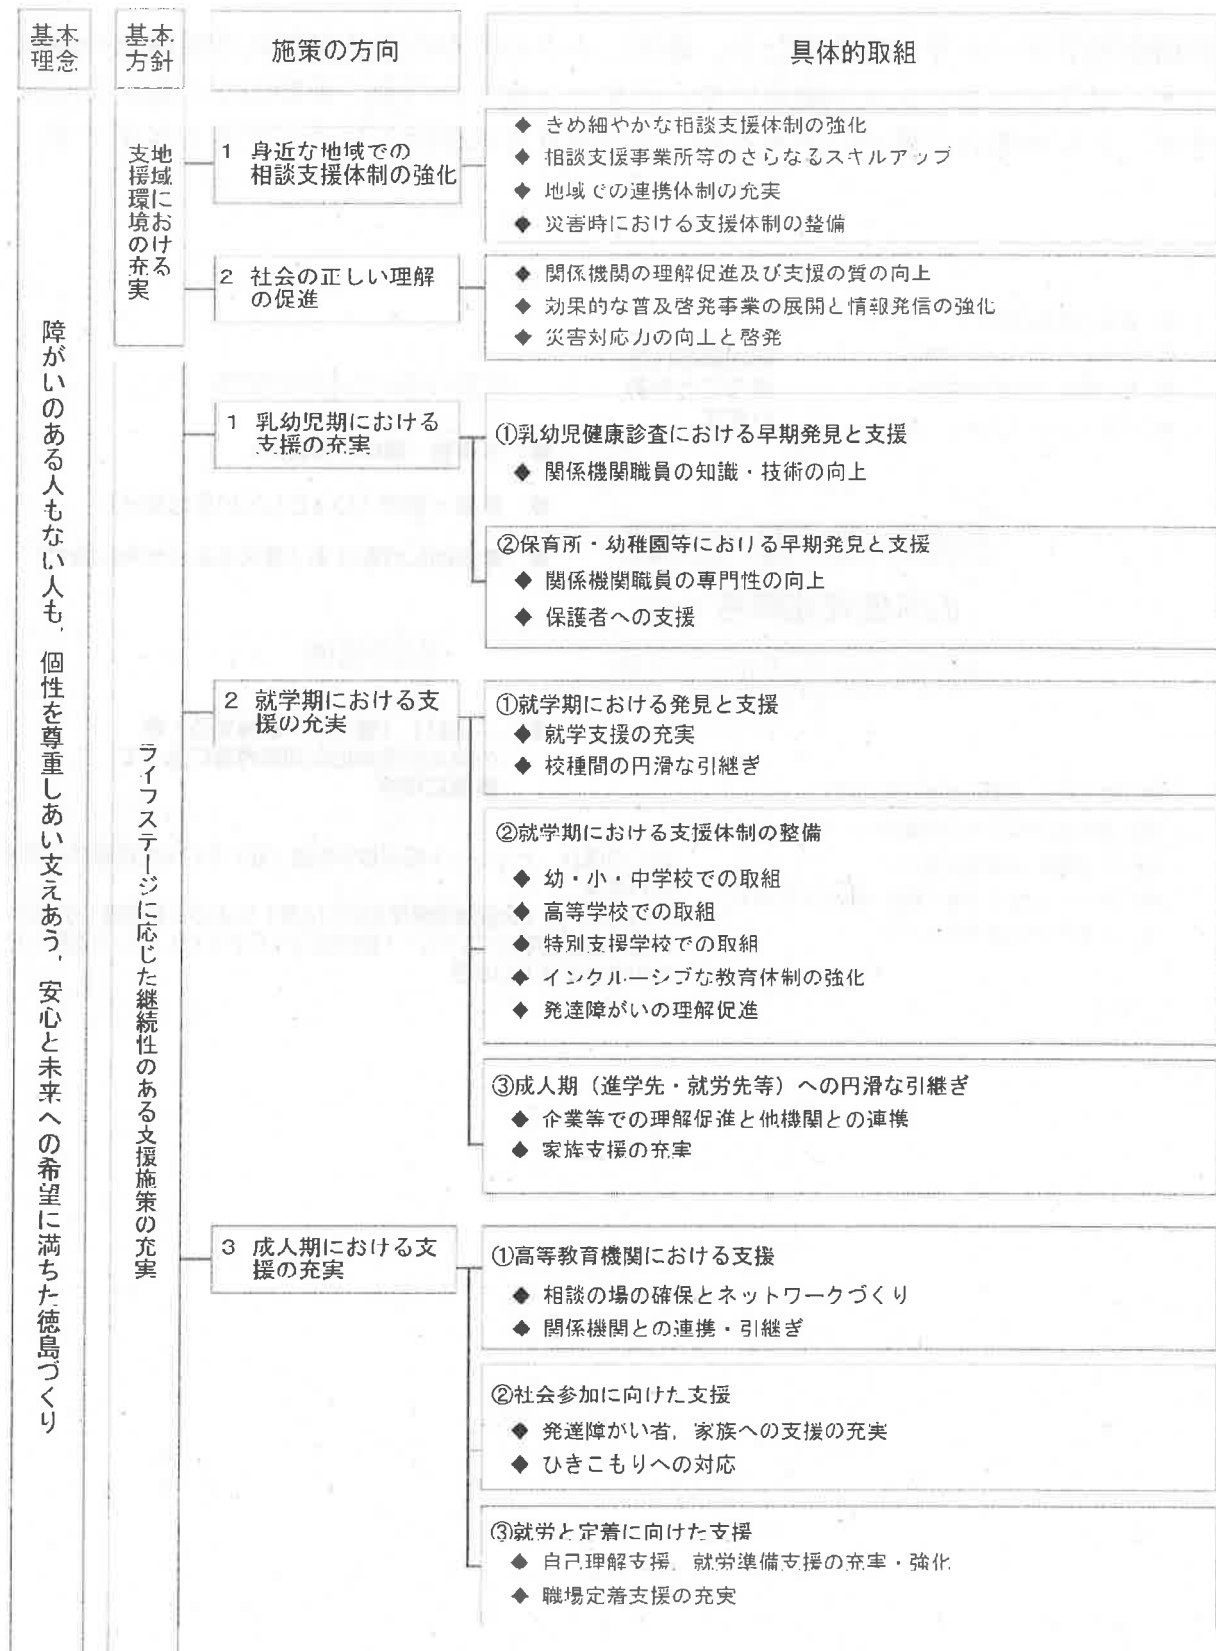 基本
理念
基本
方針
施策の方向
具体的取組
障がいのある人もない人も，個性を尊重しあい支えあう，安心と未来への希望に満ちた徳島づくり
地域における
支援環境の充実
1 身近な地域での
相談支援体制の強化
◆ きめ細やかな相談支援体制の強化
◆ 相談支援事業所等のさらなるスキルアップ
◆ 地域での連携体制の充実
◆ 災害時における支援体制の整備
2 社会の正しい理解
の促進
◆ 関係機関の理解促進及び支援の質の向上
◆ 効果的な普及啓発事業の展開と情報発信の強化
◆ 災害対応力の向上と啓発
ライフステージに応じた継続性のある支援施策の充実
1 乳幼児期における
支援の充実
①乳幼児健康診査における早期発見と支援
◆ 関係機関職員の知識・技術の向上
②保育所・幼稚園等における早期発見と支援
◆ 関係機関職員の専門性の向上
◆ 保護者への支援
2 就学期における支
援の充実
①就学期における発見と支援
◆ 就学支援の充実
◆ 校種間の円滑な引継ぎ
②就学期における支援体制の整備
◆ 幼・小・中学校での取組
◆ 高等学校での取組
◆ 特別支援学校での取組
◆ インクルーシブな教育体制の強化
◆ 発達障がいの理解促進
③成人期（進学先・就労先等）への円滑な引継ぎ
◆ 企業等での理解促進と他機関との連携
◆ 家族支援の充実
3 成人期における支
援の充実
①高等教育機関における支援
◆ 相談の場の確保とネットワークづくり
◆ 関係機関との連携・引継ぎ
②社会参加に向けた支援
◆ 発達障がい者，家族への支援の充実
◆ ひきこもりへの対応
③就労と定着に向けた支援
◆ 自己理解支援，就労準備支援の充実・強化
◆ 職場定着支援の充実